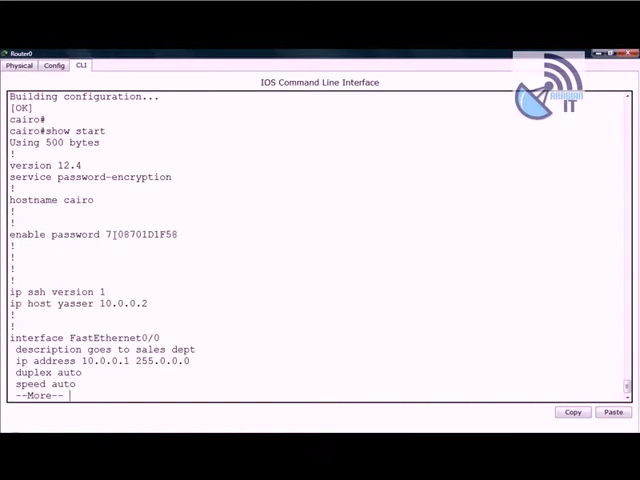 Router0
Physical Config CLI
IOS Command Line Interface
IT
Building configuration...
[OK]
cairo#
cairo#show start
Using 500 bytes
!
version 12.4
service password-encryption
!
hostname cairo
!
!
enable password 7 08701D1F58
!
!
!
!
ip ssh version 1
ip host yasser 10.0.0.2
!
!
interface FastEthernet0/0
description goes to sales dept
ip address 10.0.0.1 255.0.0.0
duplex auto
speed auto
--More--
Copy Paste